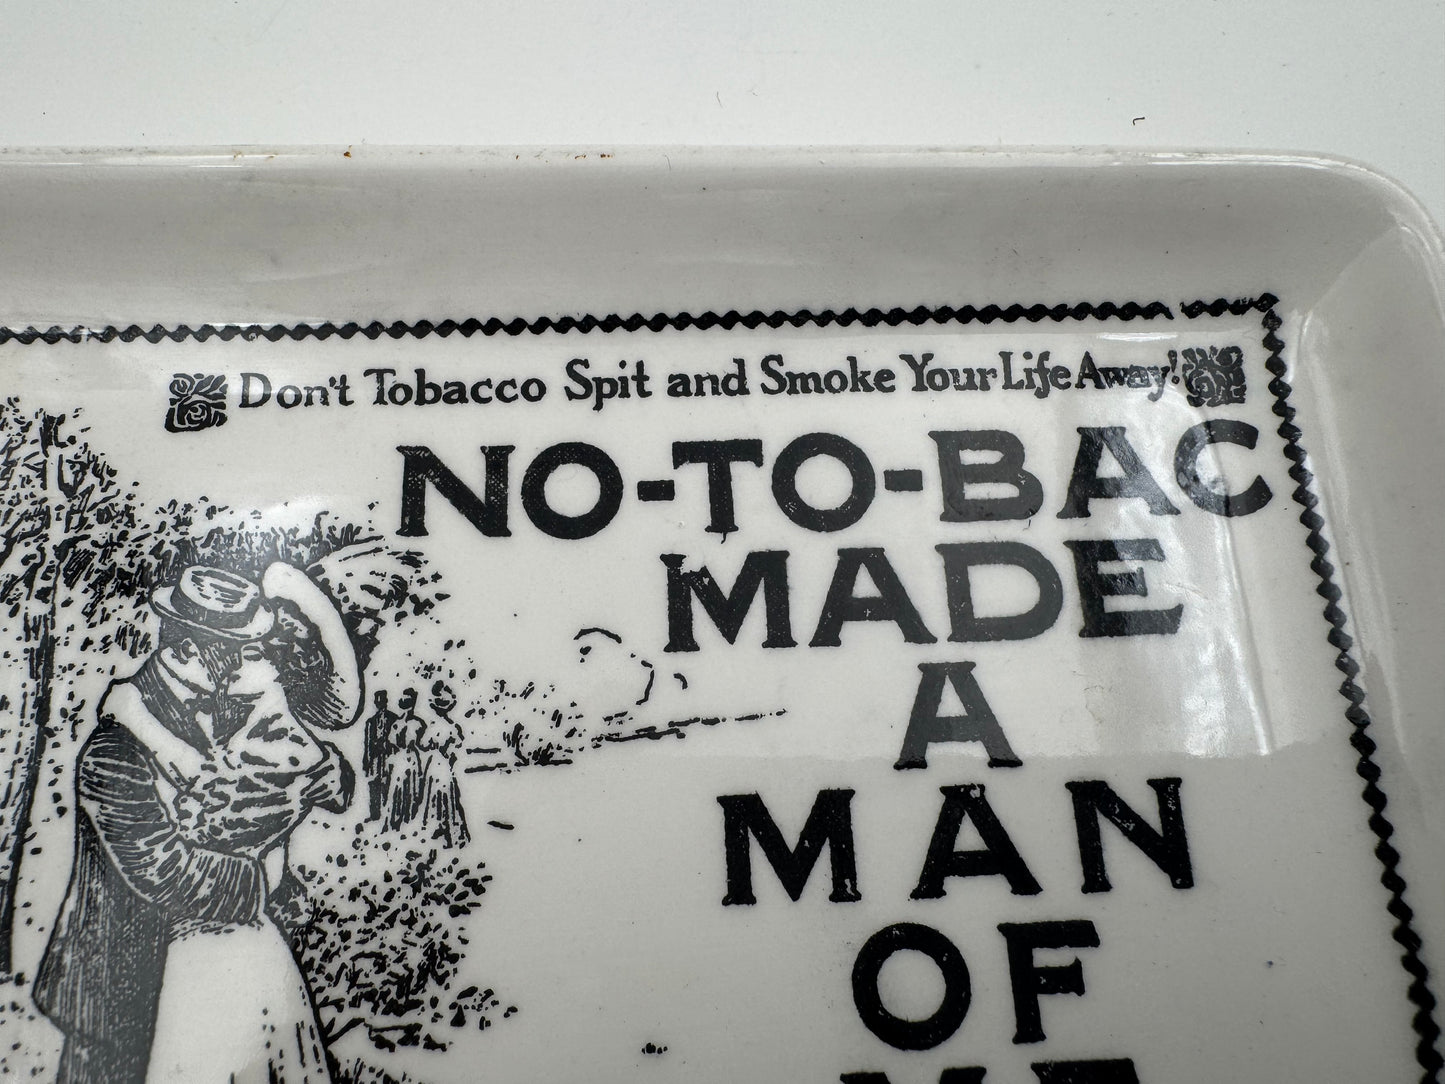 Don't Tobacco Spit and Smoke Your Life Away!
NO-TO-BAC
MADE
A
MAN
OF